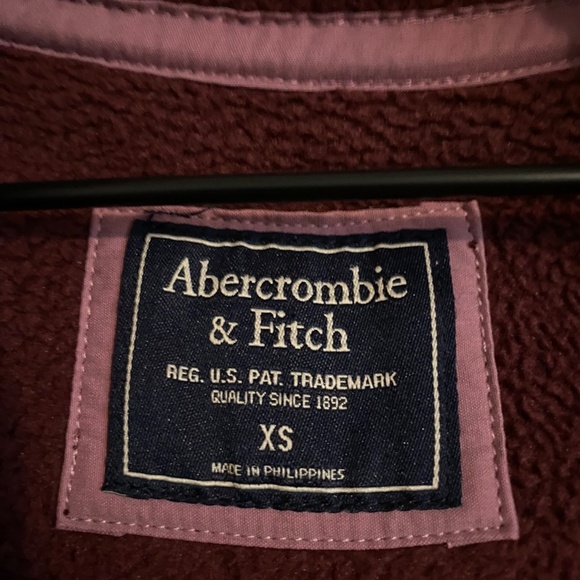 Abercrombie
& Fitch
REG. U.S. PAT. TRADEMARK
QUALITY SINCE 1892
XS
MADE IN PHILIPPINES